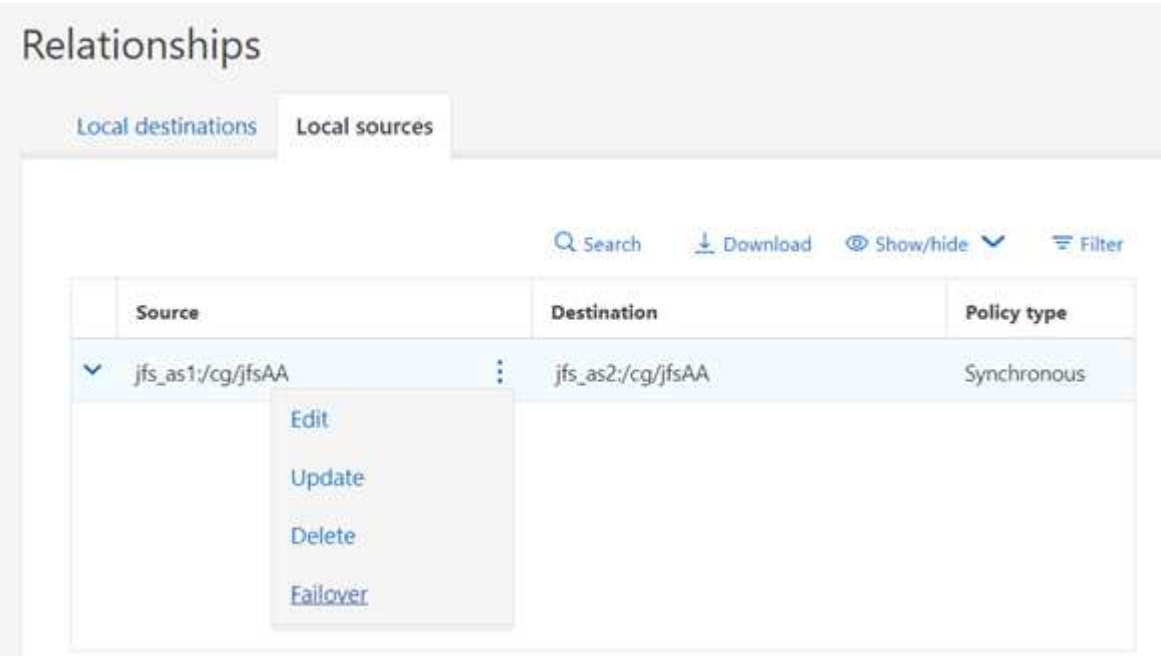 Relationships
Local destinations Local sources
Search Download Show/hide Filter
Source Destination Policy type
jfs_as1:/cg/jfsAA jfs_as2:/cg/jfsAA Synchronous
Edit
Update
Delete
Failover